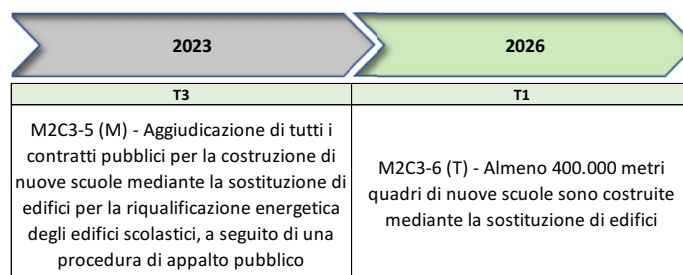 2023
2026
T3
T1
M2C3-5 (M) - Aggiudicazione di tutti i
contratti pubblici per la costruzione di
nuove scuole mediante la sostituzione di
edifici per la riqualificazione energetica
degli edifici scolastici, a seguito di una
procedura di appalto pubblico
M2C3-6 (T) - Almeno 400.000 metri
quadri di nuove scuole sono costruite
mediante la sostituzione di edifici